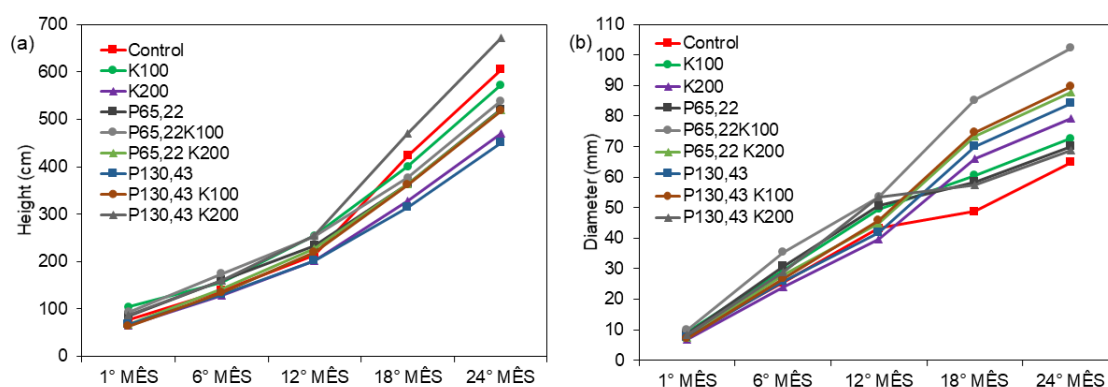 (a)
Height (cm)
700
600
500
400
300
200
100
0
Control
K100
K200
P65,22
P65,22K100
P65,22 K200
P130,43
P130,43 K100
P130,43 K200
1° MÊS 6° MÊS 12° MÊS 18° MÊS 24° MÊS
(b)
Diameter (mm)
110
100
90
80
70
60
50
40
30
20
10
0
Control
K100
K200
P65,22
P65,22K100
P65,22 K200
P130,43
P130,43 K100
P130,43 K200
1° MÊS 6° MÊS 12° MÊS 18° MÊS 24° MÊS